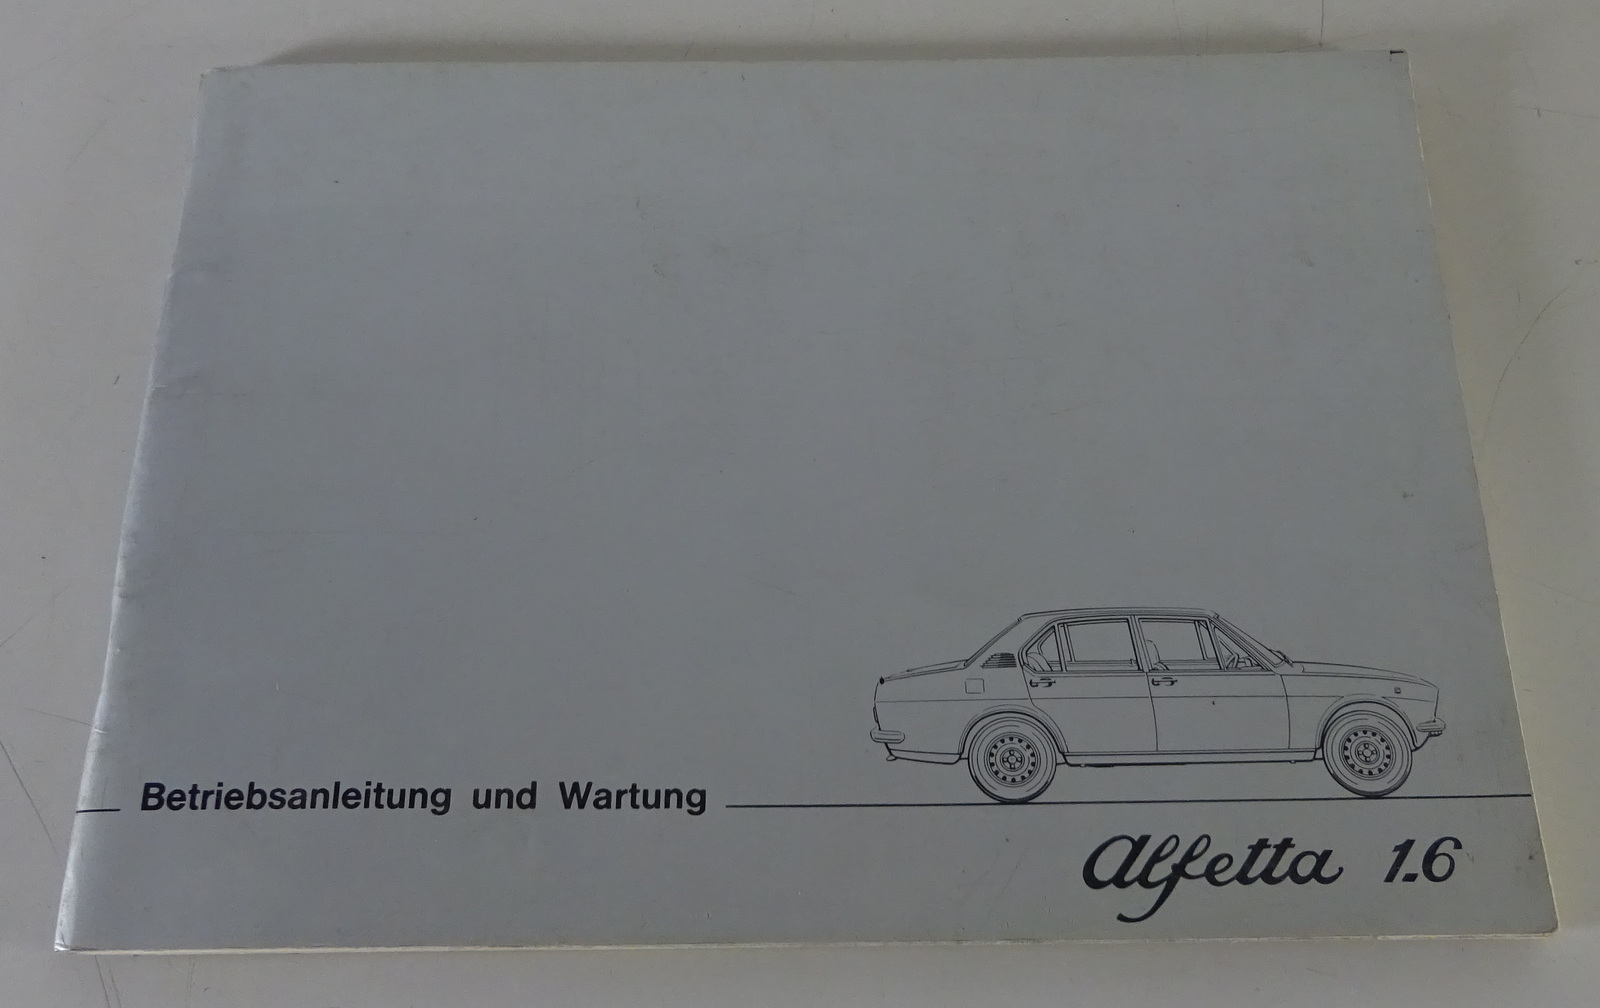 Betriebsanleitung und Wartung
Alfetta 1.6